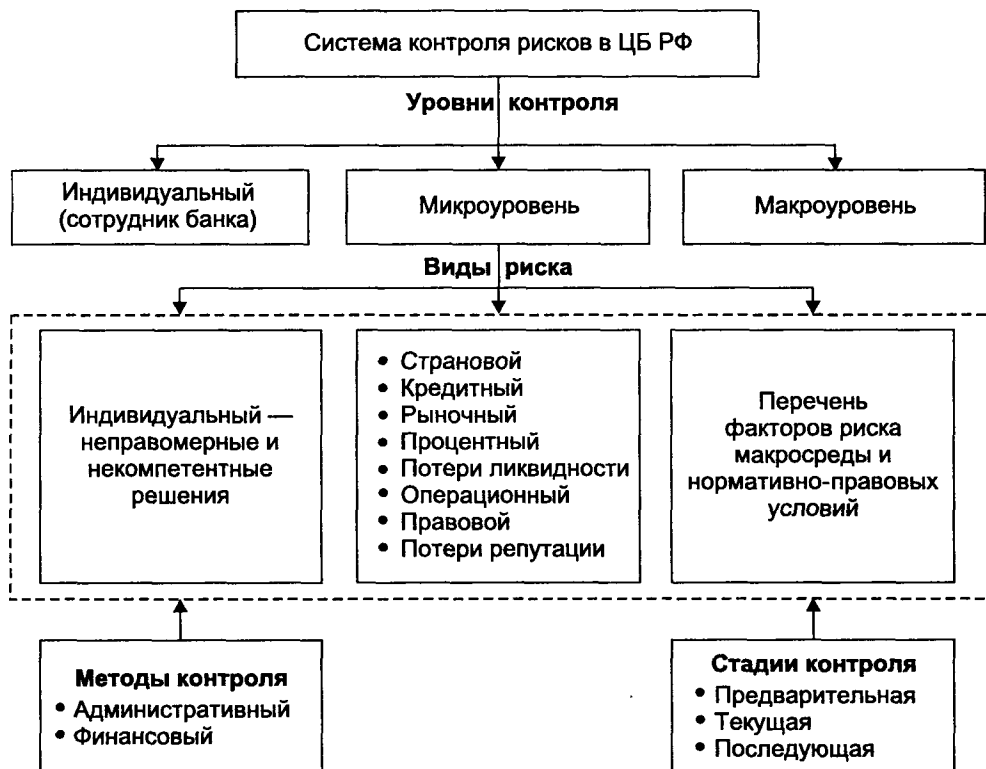 Система контроля рисков в ЦБ РФ
Уровни контроля
Индивидуальный
(сотрудник банка)
Микроуровень
Макроуровень
Виды риска
Индивидуальный —
неправомерные и
некомпетентные
решения
• Страновой
• Кредитный
• Рыночный
• Процентный
• Потери ликвидности
• Операционный
• Правовой
• Потери репутации
Перечень
факторов риска
макросреды и
нормативно-правовых
условий
Методы контроля
• Административный
• Финансовый
Стадии контроля
• Предварительная
• Текущая
• Последующая